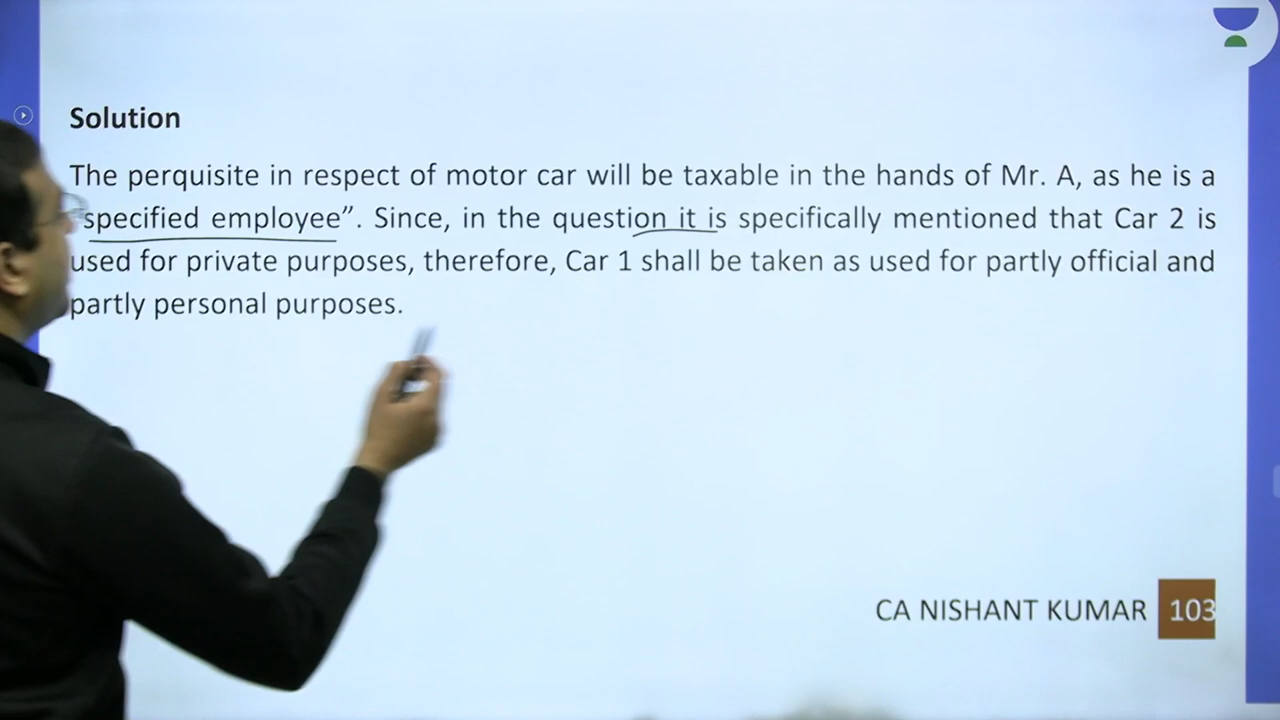 Solution
The perquisite in respect of motor car will be taxable in the hands of Mr. A, as he is a
“specified employee”. Since, in the question it is specifically mentioned that Car 2 is
used for private purposes, therefore, Car 1 shall be taken as used for partly official and
partly personal purposes.
CA NISHANT KUMAR 103